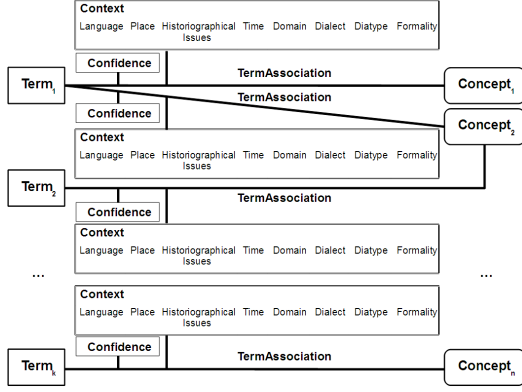 Context
Language Place Historiographical Time Domain Dialect Diatype Formality
Issues
Confidence
TermAssociation
Term1
Concept1
TermAssociation
Confidence
Concept2
Context
Language Place Historiographical Time Domain Dialect Diatype Formality
Issues
Term2
TermAssociation
Confidence
Context
Language Place Historiographical Time Domain Dialect Diatype Formality
Issues
... ...
Context
Language Place Historiographical Time Domain Dialect Diatype Formality
Issues
Confidence
TermAssociation
Termk
Conceptn